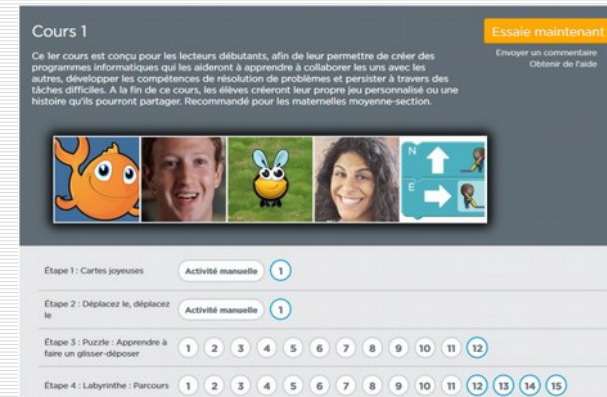 Cours 1
Essaie maintenant
Envoyer un commentaire
Obtenir de l'aide
Ce 1er cours est conçu pour les lecteurs débutants, afin de leur permettre de créer des
programmes informatiques qui les aideront à apprendre à collaborer les uns avec les
autres, développer les compétences de résolution de problèmes et persister à travers des
tâches difficiles. A la fin de ce cours, les élèves créeront leur propre jeu personnalisé ou une
histoire qu'ils pourront partager. Recommandé pour les maternelles moyenne-section.
N
E
Étape 1 : Cartes joyeuses Activité manuelle 1
Étape 2 : Déplacez le, déplacez
le
Activité manuelle 1
Étape 3 : Puzzle : Apprendre à
faire un glisser-déposer
1 2 3 4 5 6 7 8 9 10 11 12
Étape 4 : Labyrinthe : Parcours 1 2 3 4 5 6 7 8 9 10 11 12 13 14 15